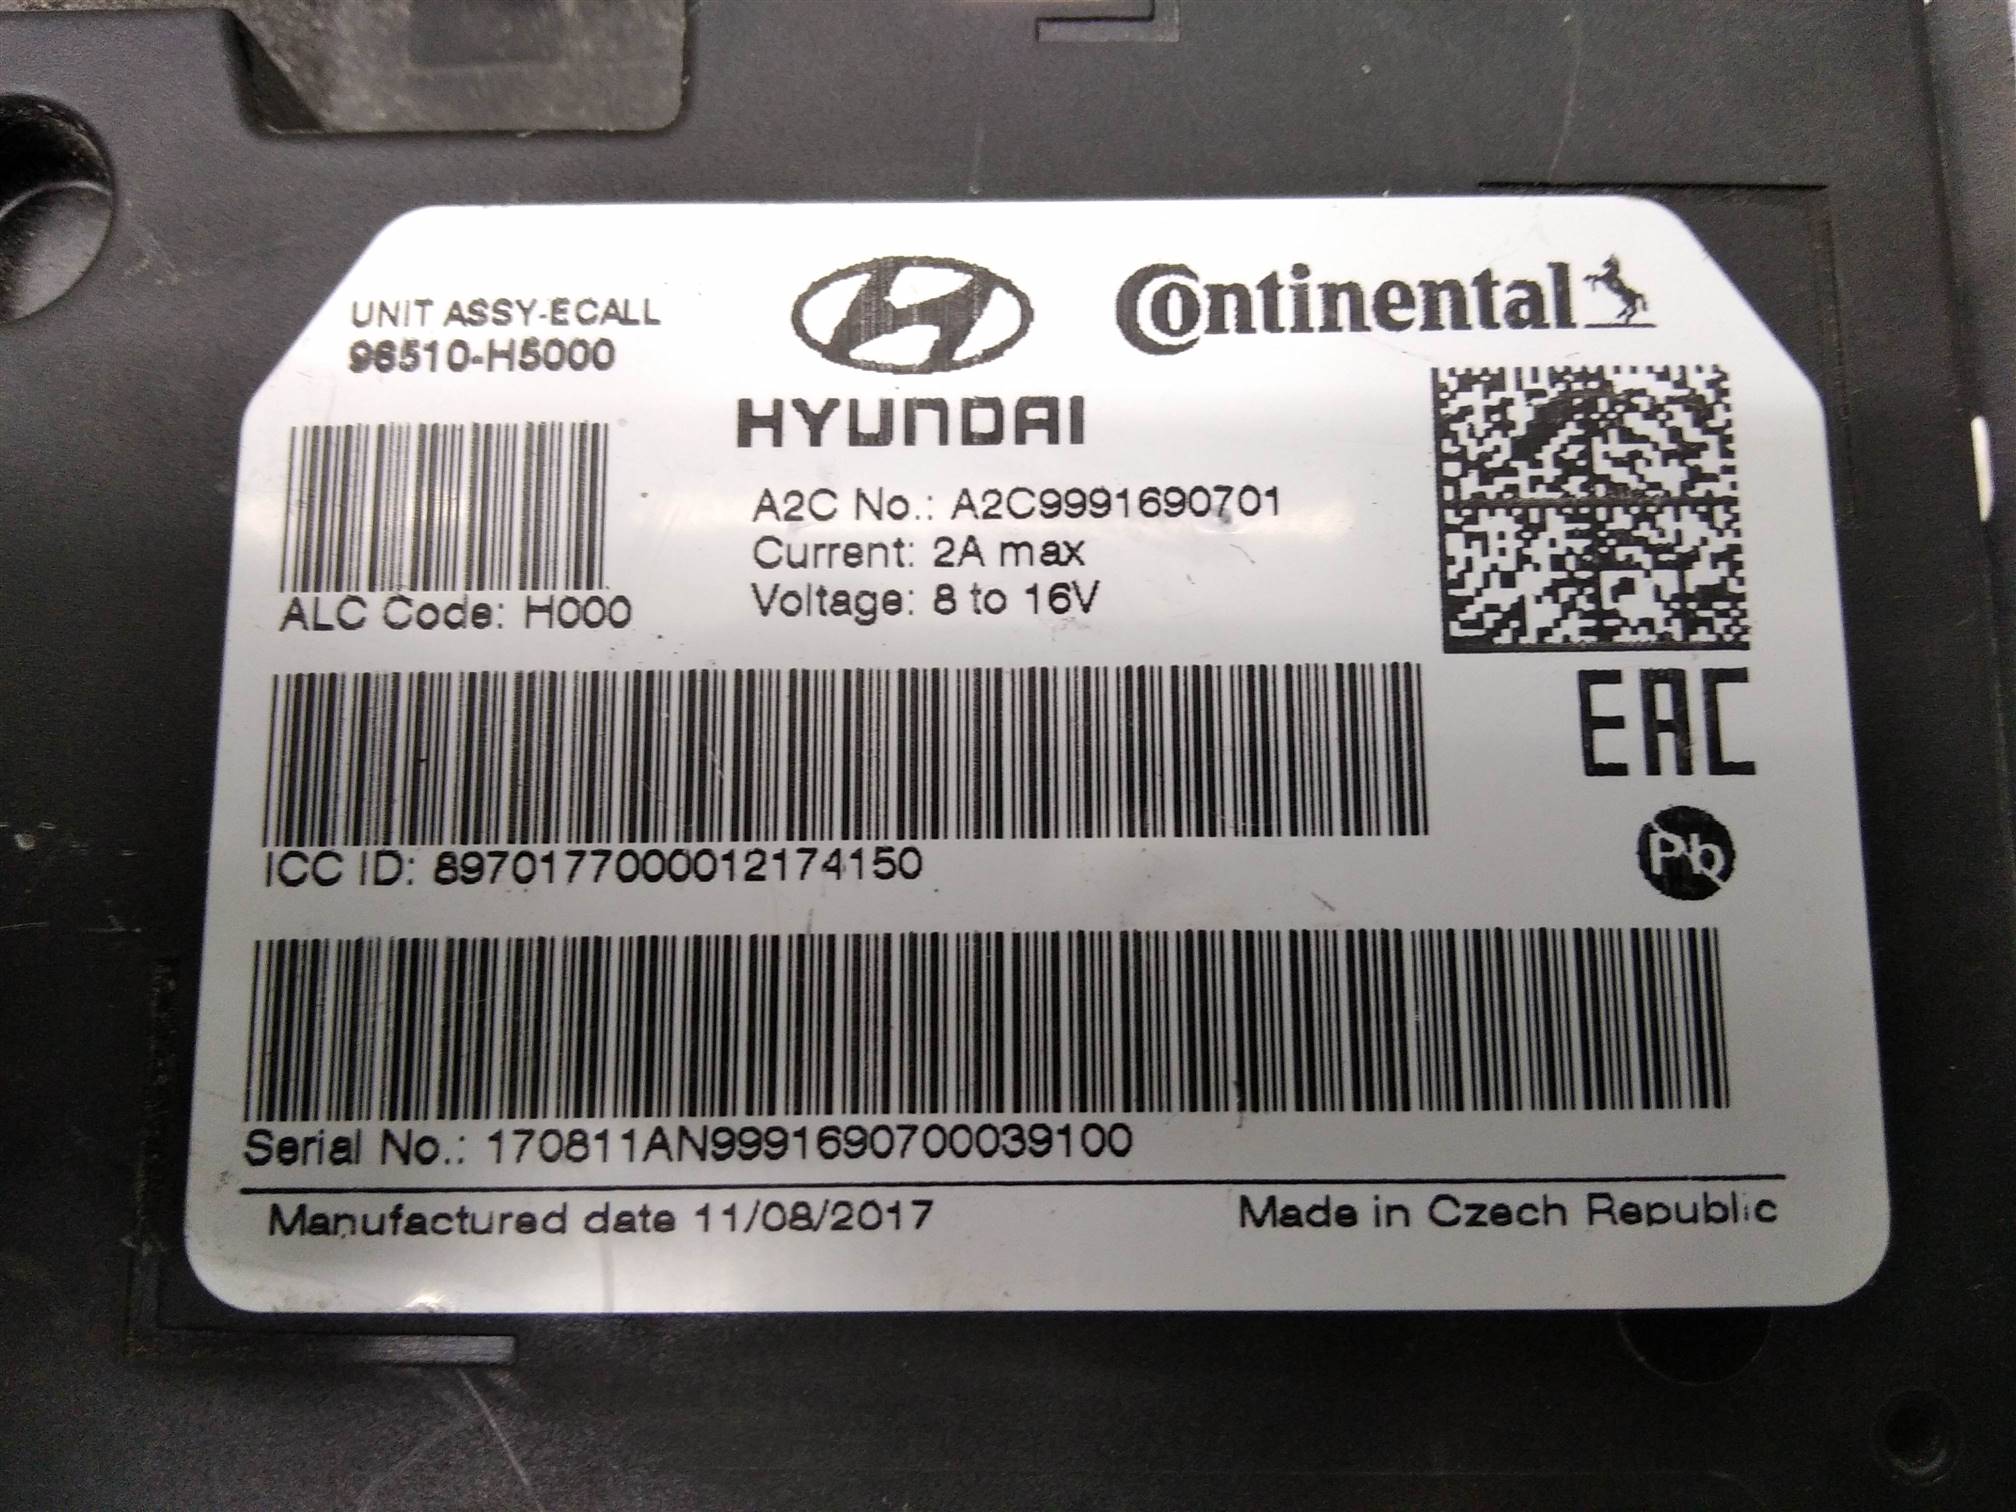 UNIT ASSY-ECALL
96510-H5000
HYUNDAI
Continental
A2C No.: A2C9991690701
Current: 2A max
Voltage: 8 to 16V
ALC Code: H000
EAC
ICC ID: 8970177000012174150
Pb
Serial No.: 170811AN9991690700039100
Manufactured date 11/08/2017
Made in Czech Republic